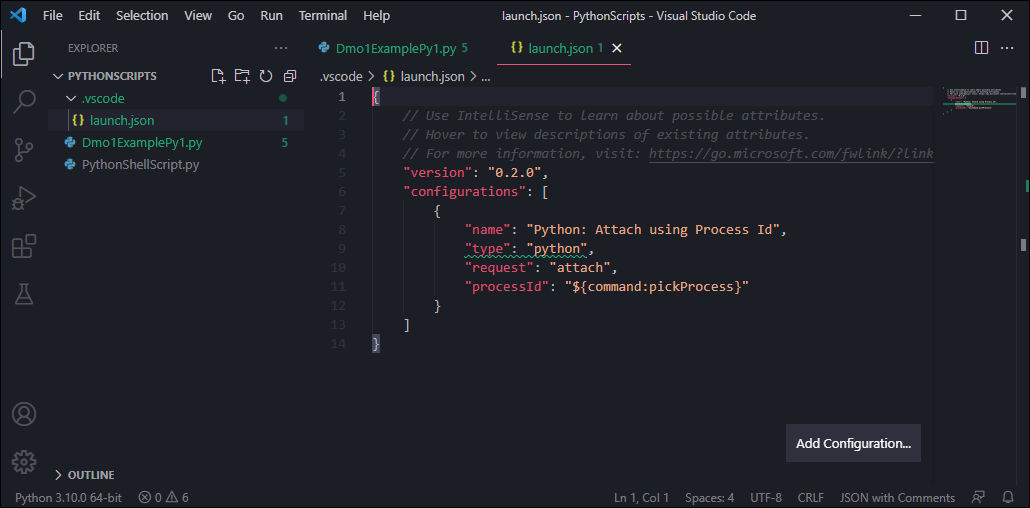 File Edit Selection View Go Run Terminal Help launch.json - PythonScripts - Visual Studio Code
EXPLORER
PYTHONSCRIPTS
.vscode
launch.json 1
Dmo1ExamplePy1.py 5
PythonShellScript.py
OUTLINE
Dmo1ExamplePy1.py 5 launch.json 1
.vscode > {} launch.json > ...
1 {
2 // Use IntelliSense to learn about possible attributes.
3 // Hover to view descriptions of existing attributes.
4 // For more information, visit: https://go.microsoft.com/fwlink/?link
5 "version": "0.2.0",
6 "configurations": [
7 {
8 "name": "Python: Attach using Process Id",
9 "type": "python",
10 "request": "attach",
11 "processId": "${command:pickProcess}"
12 }
13 ]
14 }
Add Configuration...
Python 3.10.0 64-bit 0 6 Ln 1, Col 1 Spaces: 4 UTF-8 CRLF JSON with Comments